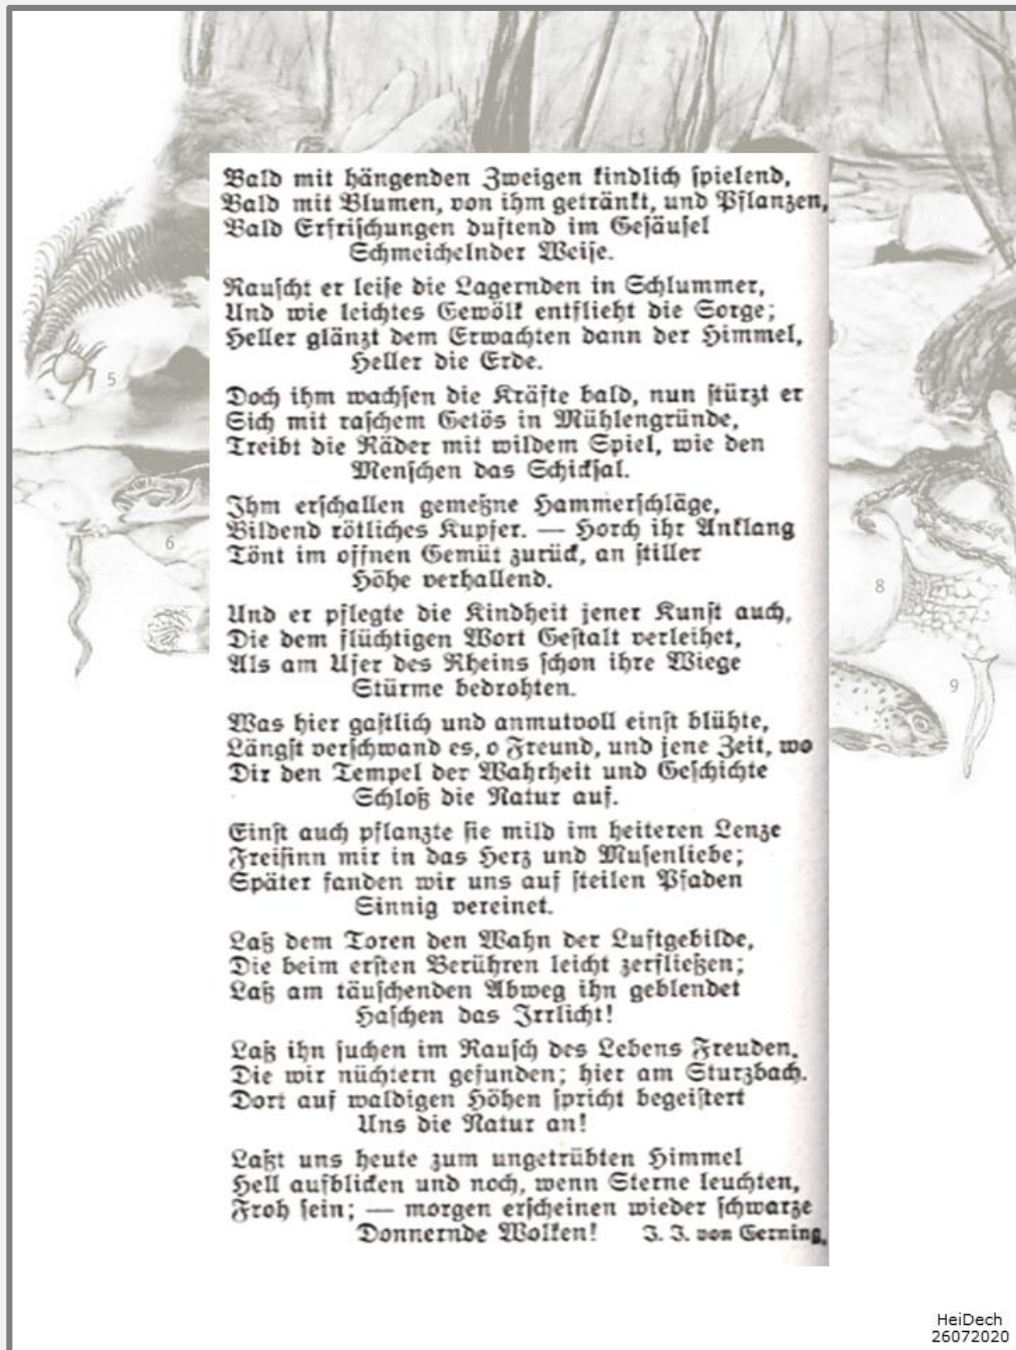 Bald mit hängenden Zweigen kindlich spielend,
Bald mit Blumen, von ihm getränkt, und Pflanzen,
Bald Erfrischungen duftend im Gesäusel
Schmeichelnder Weise.
Rauscht er leise die Lagernden in Schlummer,
Und wie leichtes Gewölk entflieht die Sorge;
Heller glänzt dem Erwachten dann der Himmel,
Heller die Erde.
Doch ihm wachsen die Kräfte bald, nun stürzt er
Sich mit raschem Getös in Mühlengründe,
Treibt die Räder mit wildem Spiel, wie den
Menschen das Schicksal.
Ihm erschallen gemeßne Hammerschläge,
Bildend rötliches Kupfer. — Horch ihr Anklang
Tönt im offnen Gemüt zurück, an stiller
Höhe verhallend.
Und er pflegte die Kindheit jener Kunst auch,
Die dem flüchtigen Wort Gestalt verleihet,
Als am Ufer des Rheins schon ihre Wiege
Stürme bedrohten.
Was hier gastlich und anmutvoll einst blühte,
Längst verschwand es, o Freund, und jene Zeit, wo
Dir den Tempel der Wahrheit und Geschichte
Schloß die Natur auf.
Einst auch pflanzte sie mild im heiteren Lenze
Freisinn mir in das Herz und Musenliebe;
Später fanden wir uns auf steilen Pfaden
Sinnig vereinet.
Laß dem Toren den Wahn der Luftgebilde,
Die beim ersten Berühren leicht zerfließen;
Laß am täuschenden Abweg ihn geblendet
Haschen das Irrlicht!
Laß ihn suchen im Rausch des Lebens Freuden,
Die wir nüchtern gefunden; hier am Sturzbach.
Dort auf waldigen Höhen spricht begeistert
Uns die Natur an!
Laßt uns heute zum ungetrübten Himmel
Hell aufblicken und noch, wenn Sterne leuchten,
Froh sein; — morgen erscheinen wieder schwarze
Donnernde Wolken! J. J. von Gerning.
5
6
8
9
HeiDech
26072020